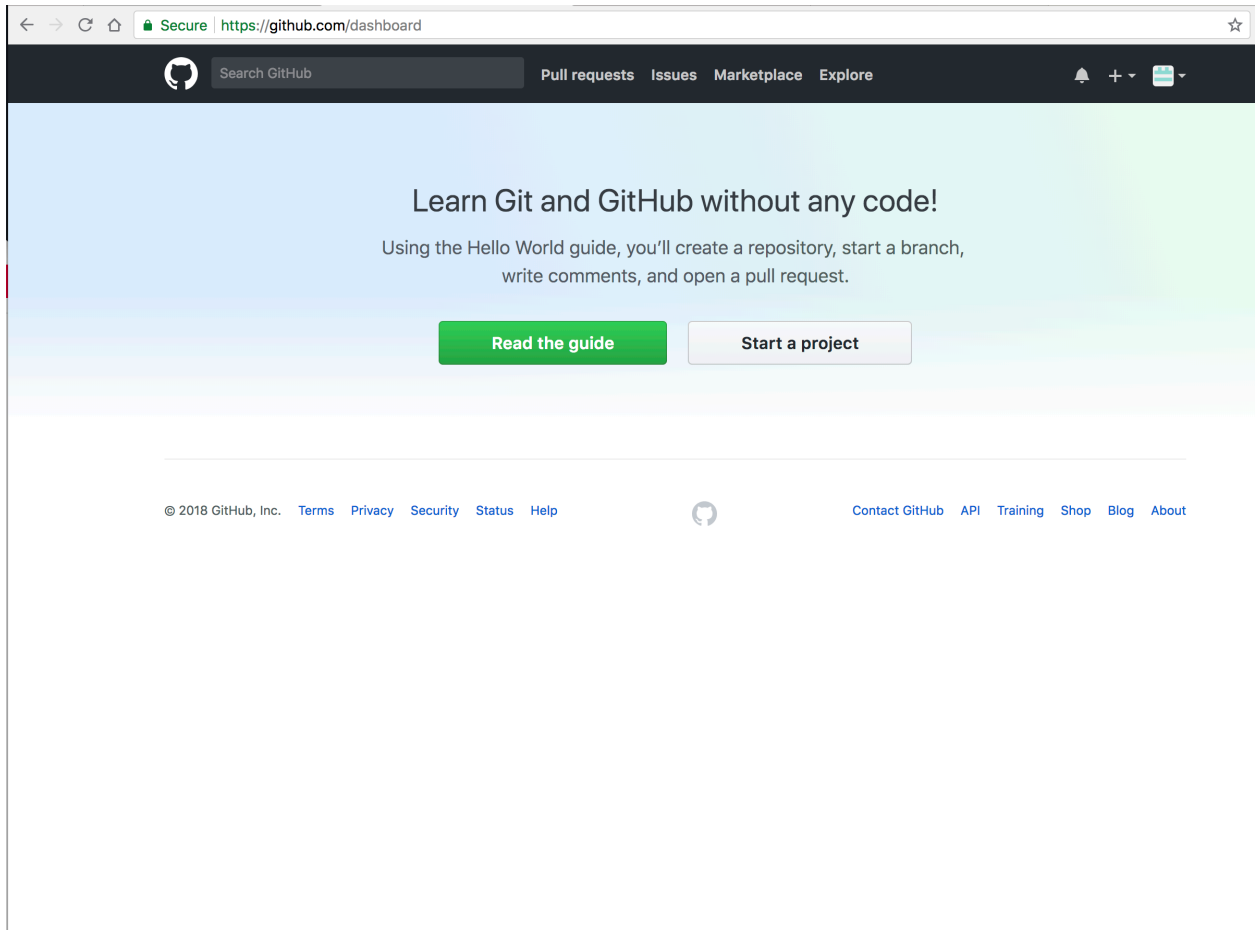 Secure https://github.com/dashboard
Search GitHub Pull requests Issues Marketplace Explore
Learn Git and GitHub without any code!
Using the Hello World guide, you’ll create a repository, start a branch,
write comments, and open a pull request.
Read the guide Start a project
© 2018 GitHub, Inc. Terms Privacy Security Status Help Contact GitHub API Training Shop Blog About